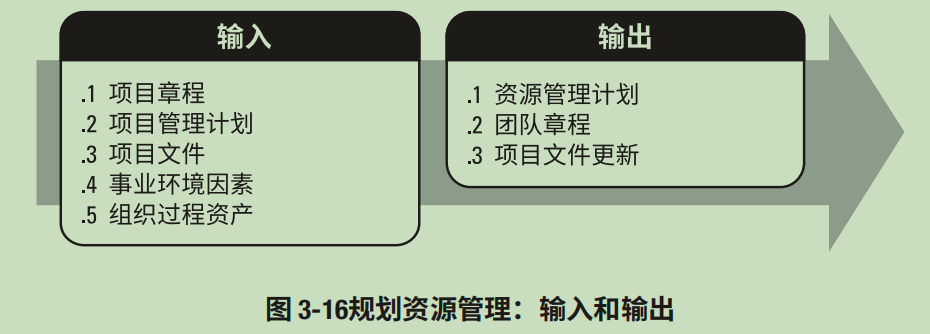 输入
.1 项目章程
.2 项目管理计划
.3 项目文件
.4 事业环境因素
.5 组织过程资产
输出
.1 资源管理计划
.2 团队章程
.3 项目文件更新
图 3-16规划资源管理：输入和输出